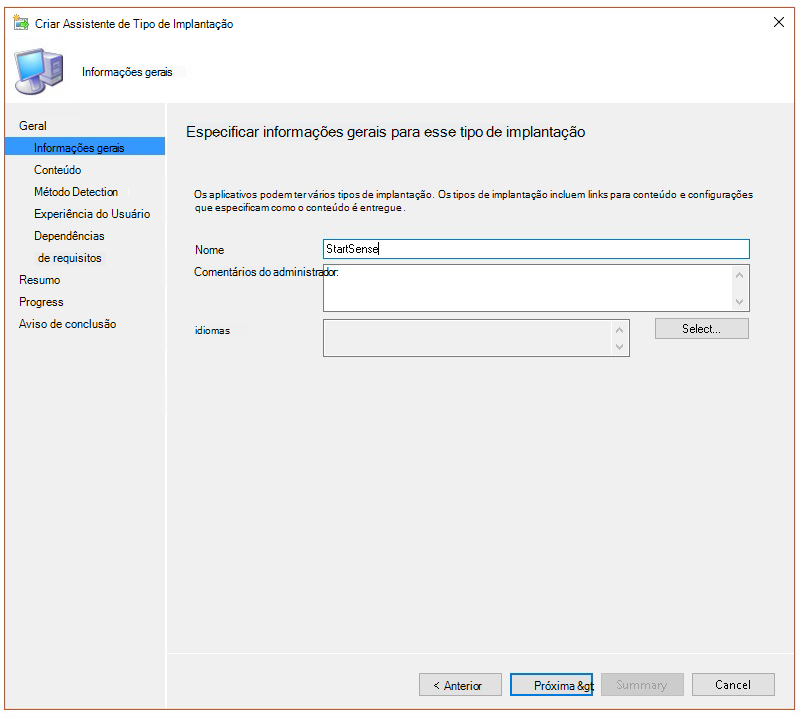 Criar Assistente de Tipo de Implantação
Informações gerais
Geral
Informações gerais
Conteúdo
Método Detection
Experiência do Usuário
Dependências
de requisitos
Resumo
Progress
Aviso de conclusão
Especificar informações gerais para esse tipo de implantação
Os aplicativos podem ter vários tipos de implantação. Os tipos de implantação incluem links para conteúdo e configurações
que especificam como o conteúdo é entregue.
Nome
StartSense
Comentários do administrador:
idiomas
Select...
< Anterior
Próxima &gt
Summary
Cancel